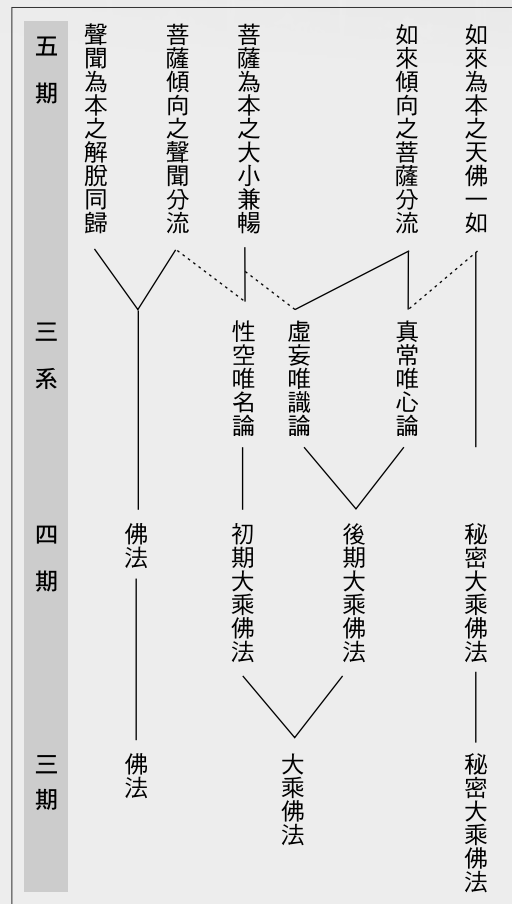 五期
聲聞為本之解脫同歸
菩薩傾向之聲聞分流
菩薩為本之大小兼暢
如來傾向之菩薩分流
如來為本之天佛一如
三系
性空唯名論
虛妄唯識論
真常唯心論
四期
佛法
初期大乘佛法
後期大乘佛法
秘密大乘佛法
三期
佛法
大乘佛法
秘密大乘佛法